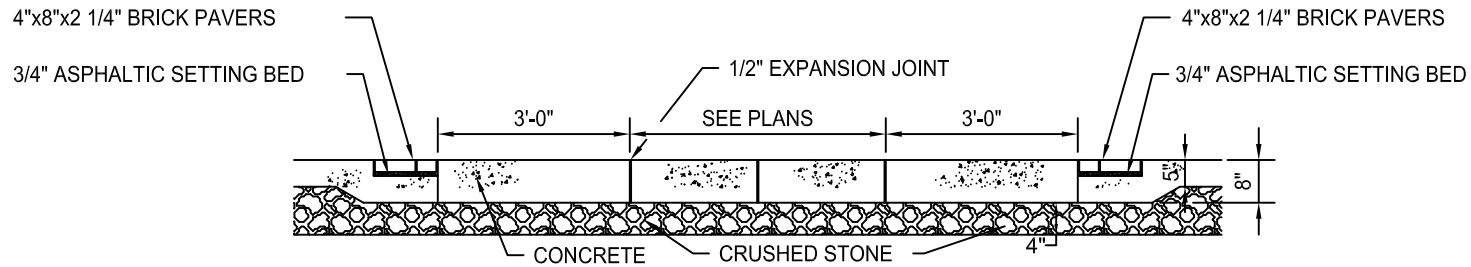 4"x8"x2 1/4" BRICK PAVERS
4"x8"x2 1/4" BRICK PAVERS
3/4" ASPHALTIC SETTING BED
1/2" EXPANSION JOINT
3/4" ASPHALTIC SETTING BED
3'-0"
SEE PLANS
3'-0"
5"
8"
4"
CONCRETE
CRUSHED STONE